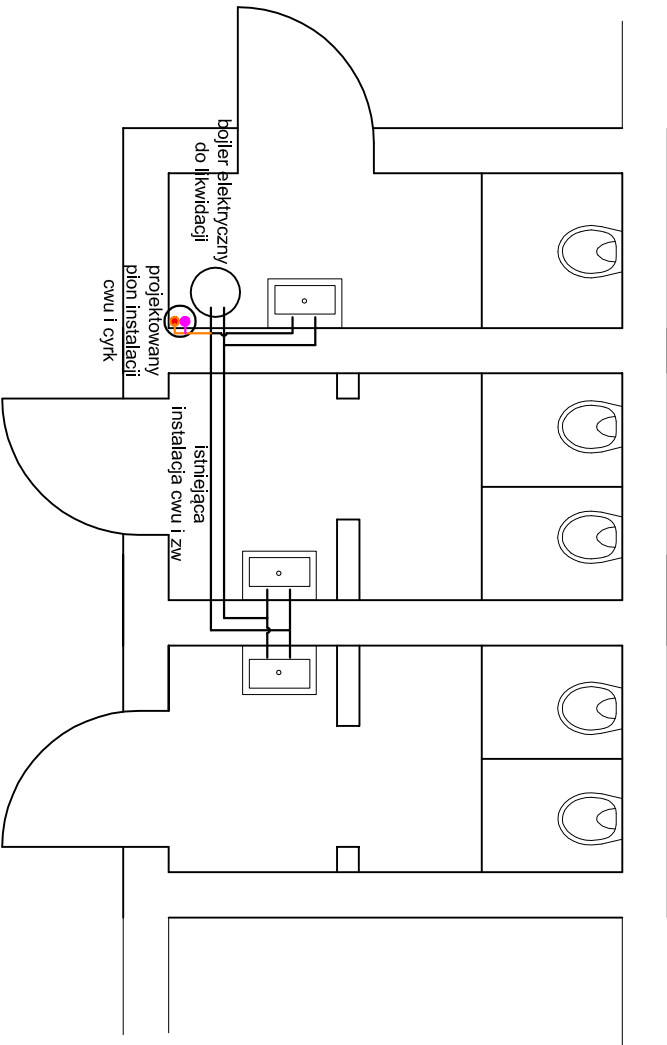 bojler elektryczny
do likwidacji
projektowany
pion instalacji
cwu i cyrk
istniejąca
instalacja cwu i zw